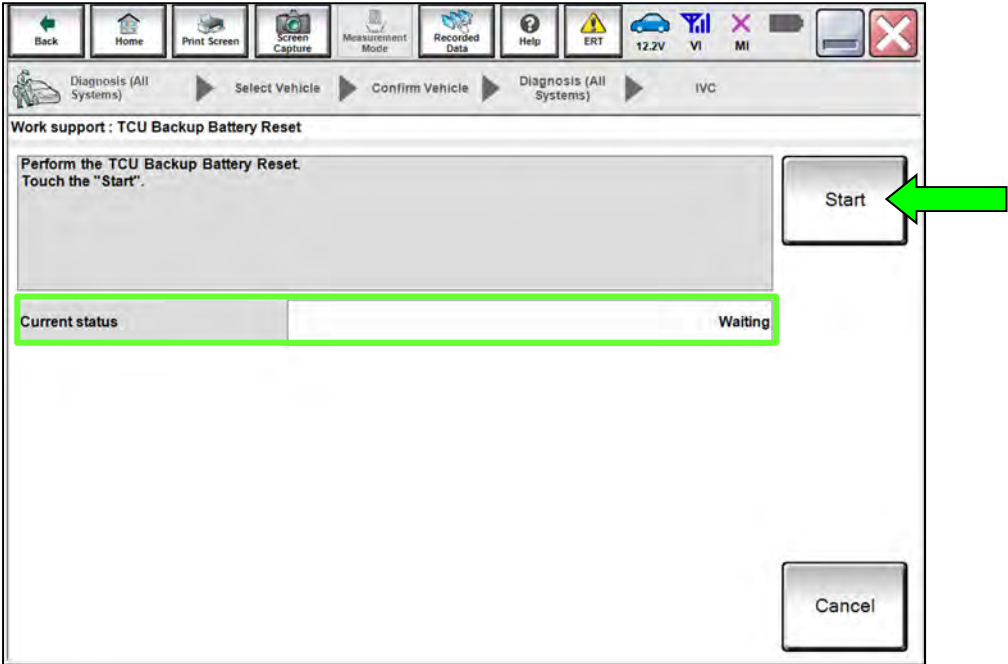 Back
Home
Print Screen
Screen
Capture
Measurement
Mode
Recorded
Data
Help
ERT
12.2V
VI
MI
Diagnosis (All
Systems)
Select Vehicle
Confirm Vehicle
Diagnosis (All
Systems)
IVC
Work support : TCU Backup Battery Reset
Perform the TCU Backup Battery Reset.
Touch the "Start".
Start
Current status
Waiting
Cancel